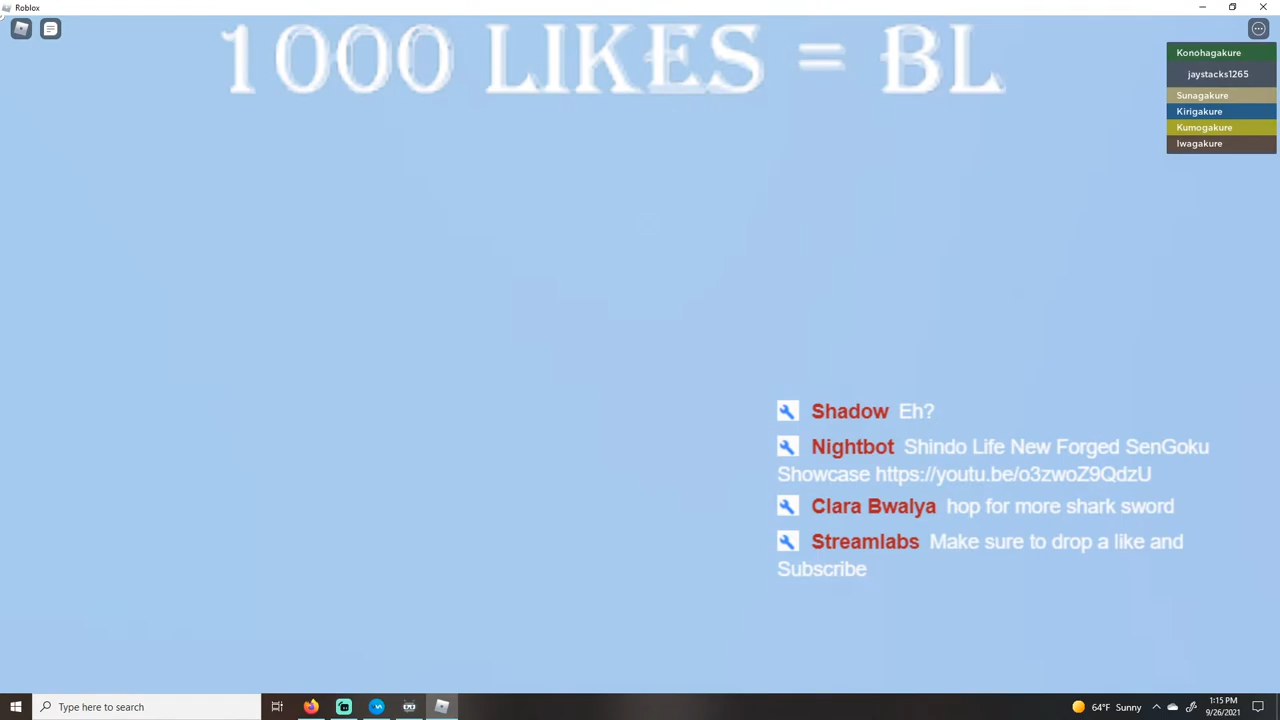 Roblox
1000 LIKES = BL
Konohagakure
jaystacks1265
Sunagakure
Kirigakure
Kumogakure
Iwagakure
Shadow Eh?
Nightbot Shindo Life New Forged SenGoku
Showcase https://youtu.be/o3zwoZ9QdzU
Clara Bwalya hop for more shark sword
Streamlabs Make sure to drop a like and
Subscribe
Type here to search
64°F Sunny
1:15 PM
9/26/2021